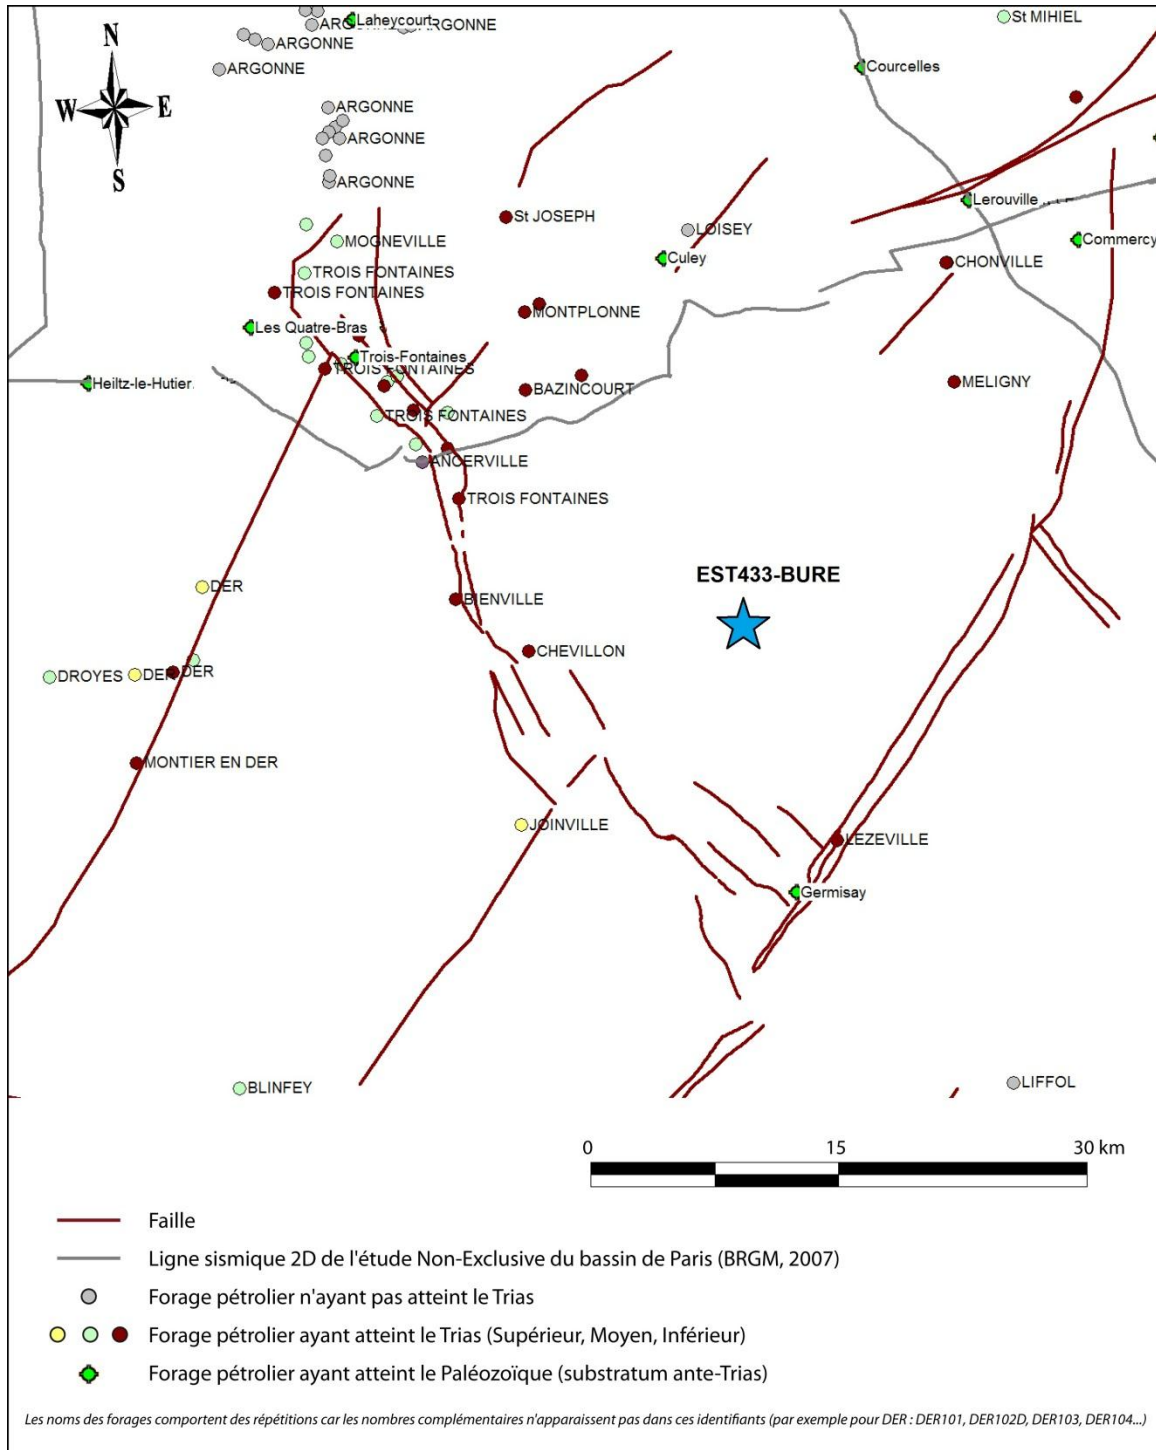 Laheycourt
St MIHIEL
ARGONNE
ARGONNE
N
ARGONNE
ARGONNE
Courcelles
W
E
ARGONNE
ARGONNE
S
ARGONNE
Lerouville
St JOSEPH
LOISEY
MOGNEVILLE
Commercy
Culey
CHONVILLE
TROIS FONTAINES
TROIS FONTAINES
MONTPLONNE
Les Quatre-Bras
Trois-Fontaines
TROIS FONTAINES
Heiltz-le-Hutier
MELIGNY
BAZINCOURT
TROIS FONTAINES
ANCERVILLE
TROIS FONTAINES
EST433-BURE
DER
BIENVILLE
CHEVILLON
DROYES
DER
DER
MONTIER EN DER
JOINVILLE
LEZEVILLE
Germisay
LIFFOL
BLINFEY
0 15 30 km
Faille
Ligne sismique 2D de l'étude Non-Exclusive du bassin de Paris (BRGM, 2007)
Forage pétrolier n'ayant pas atteint le Trias
Forage pétrolier ayant atteint le Trias (Supérieur, Moyen, Inférieur)
Forage pétrolier ayant atteint le Paléozoïque (substratum ante-Trias)
Les noms des forages comportent des répétitions car les nombres complémentaires n'apparaissent pas dans ces identifiants (par exemple pour DER : DER101, DER102D, DER103, DER104...)